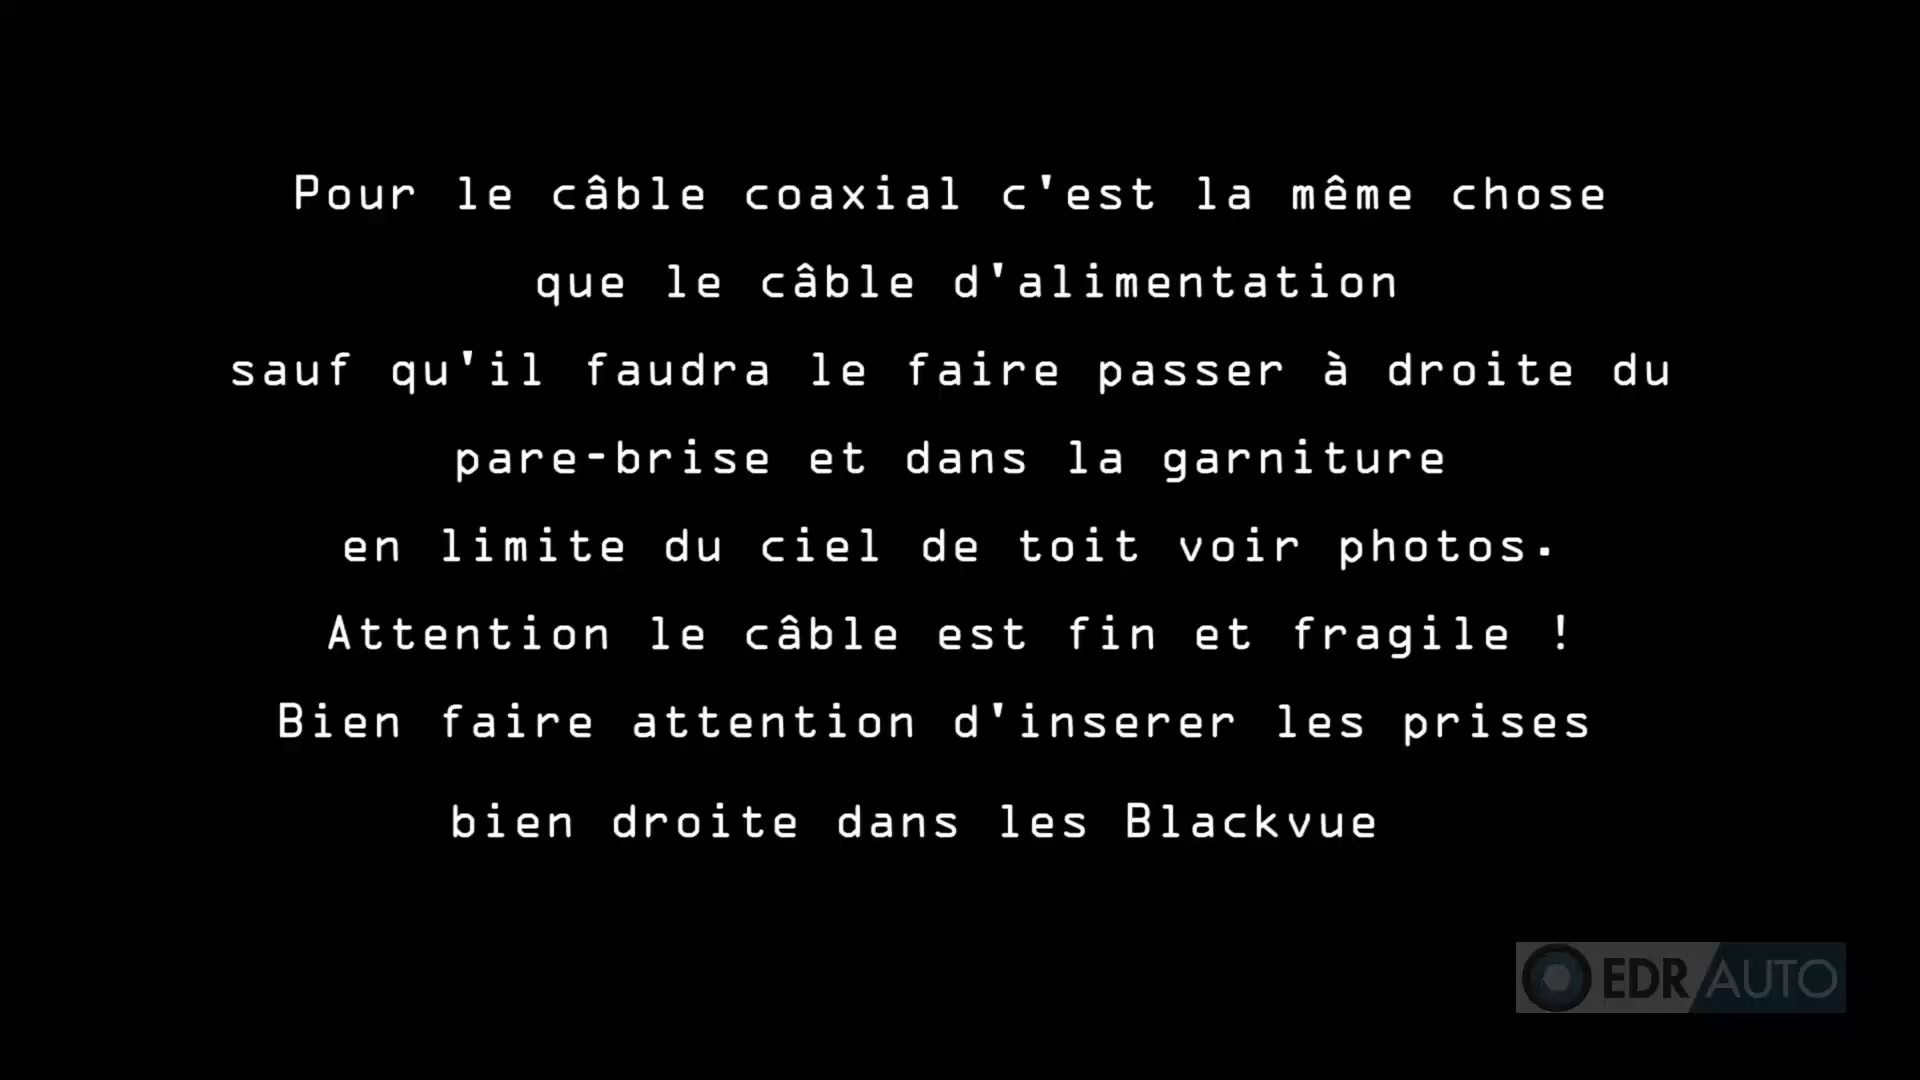 Pour le câble coaxial c'est la même chose
que le câble d'alimentation
sauf qu'il faudra le faire passer à droite du
pare-brise et dans la garniture
en limite du ciel de toit voir photos.
Attention le câble est fin et fragile !
Bien faire attention d'inserer les prises
bien droite dans les Blackvue
EDR AUTO